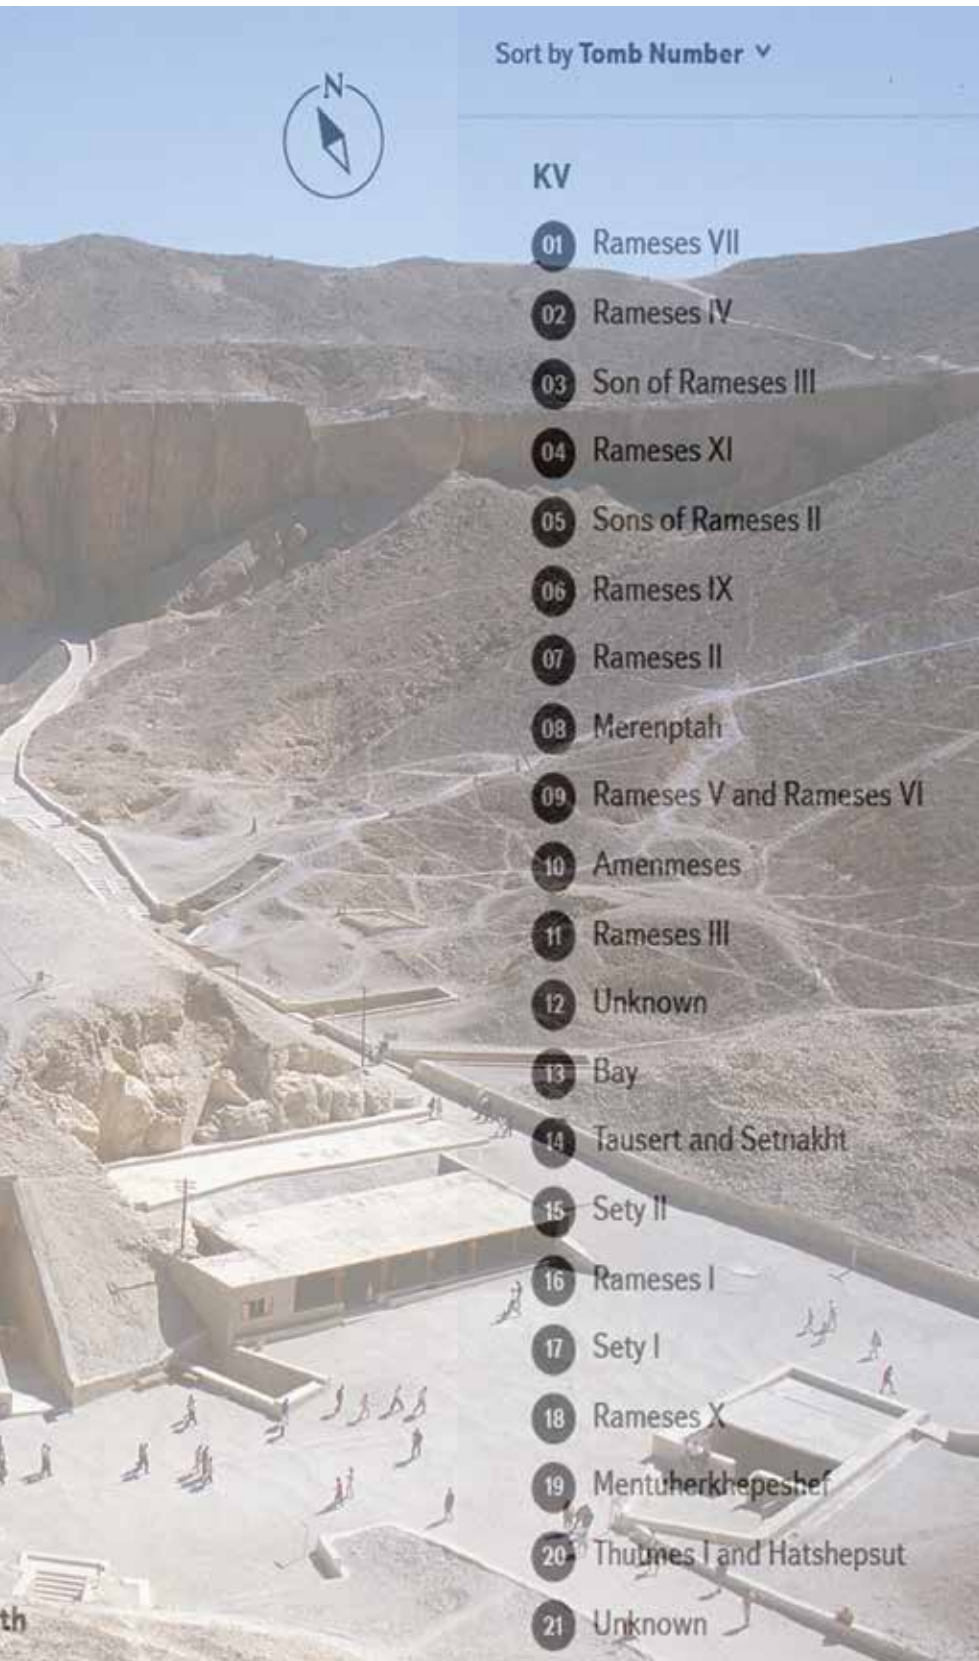 Sort by Tomb Number
N
KV
01 Rameses VII
02 Rameses IV
03 Son of Rameses III
04 Rameses XI
05 Sons of Rameses II
06 Rameses IX
07 Rameses II
08 Merenptah
09 Rameses V and Rameses VI
10 Amenmeses
11 Rameses III
12 Unknown
13 Bay
14 Tausert and Setnakht
15 Sety II
16 Rameses I
17 Sety I
18 Rameses X
19 Mentuherkhepeshef
20 Thutmes I and Hatshepsut
21 Unknown
th